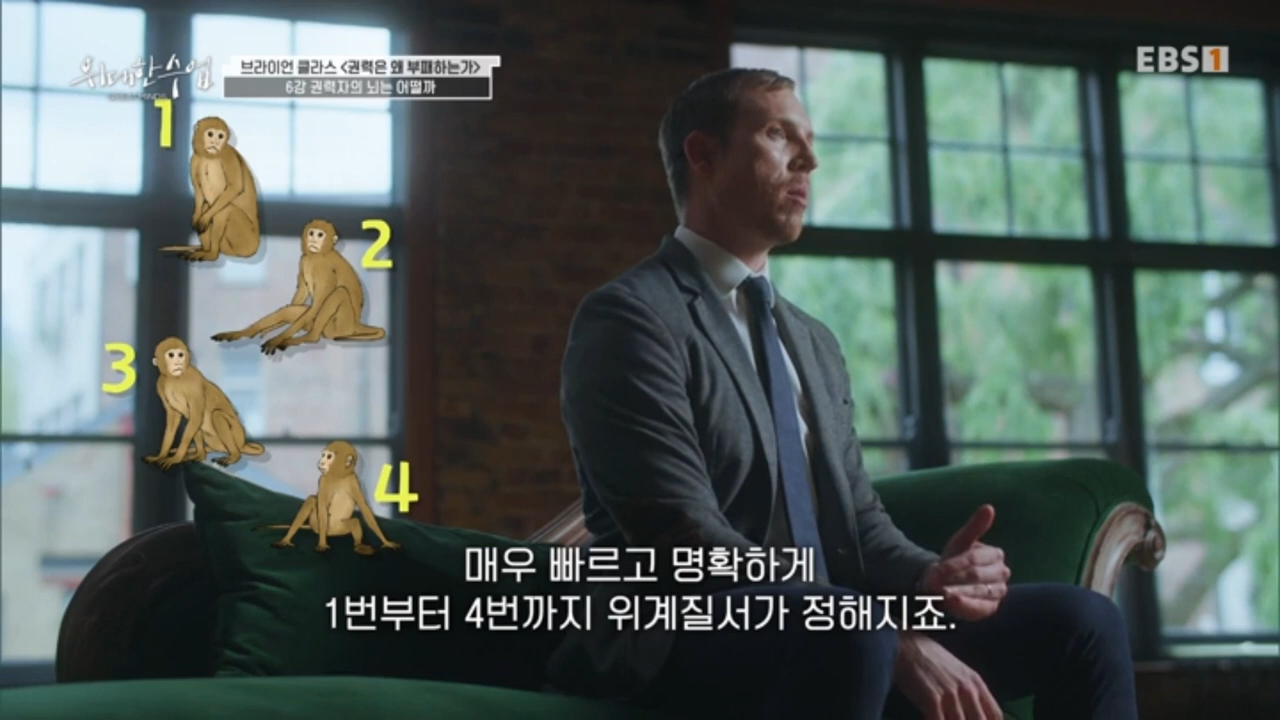 위대한 수업
브라이언 클라스 <권력은 왜 부패하는가>
6강 권력자의 뇌는 어떨까
EBS1
1
2
3
4
매우 빠르고 명확하게
1번부터 4번까지 위계질서가 정해지죠.